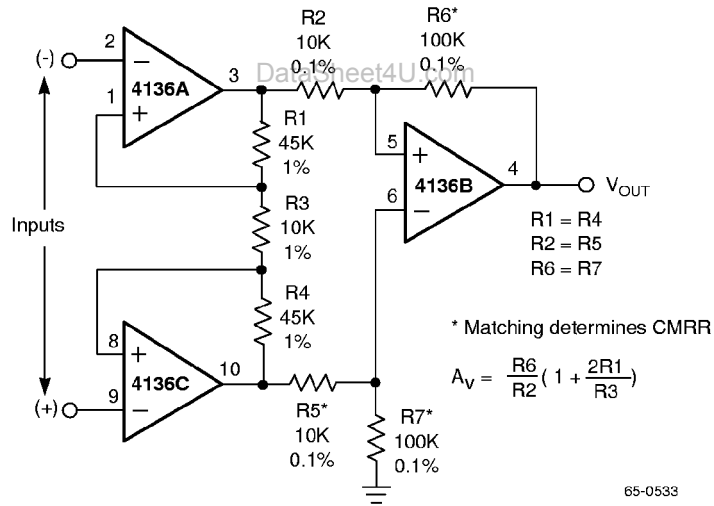 R2
10K
0.1%
R6*
100K
0.1%
DataSheet4U.com
(-)
2
−
4136A
3
1
+
R1
45K
1%
5
+
4136B
4
6
−
V_OUT
R3
10K
1%
Inputs
R1 = R4
R2 = R5
R6 = R7
R4
45K
1%
8
+
4136C
10
9
−
(+)
* Matching determines CMRR
A_V = R6/R2 ( 1 + 2R1/R3 )
R5*
10K
0.1%
R7*
100K
0.1%
65-0533